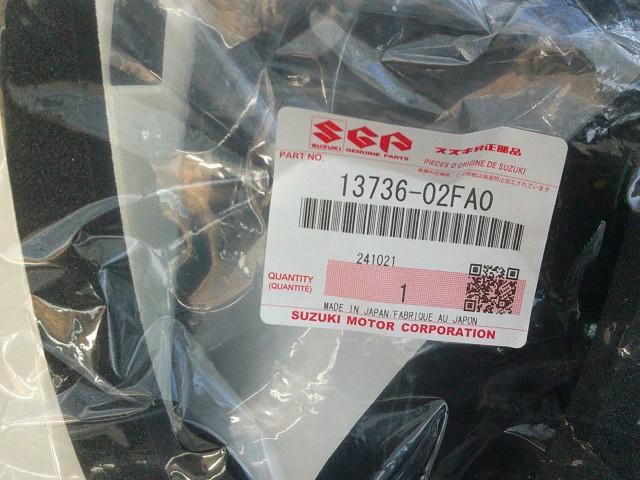 SGP
SUZUKI GENUINE PARTS
スズキ純正部品
PIECES D'ORIGINE DE SUZUKI
PART NO.
13736-02FA0
241021
QUANTITY
(QUANTITÉ)
1
MADE IN JAPAN FABRIQUE AU JAPON
SUZUKI MOTOR CORPORATION